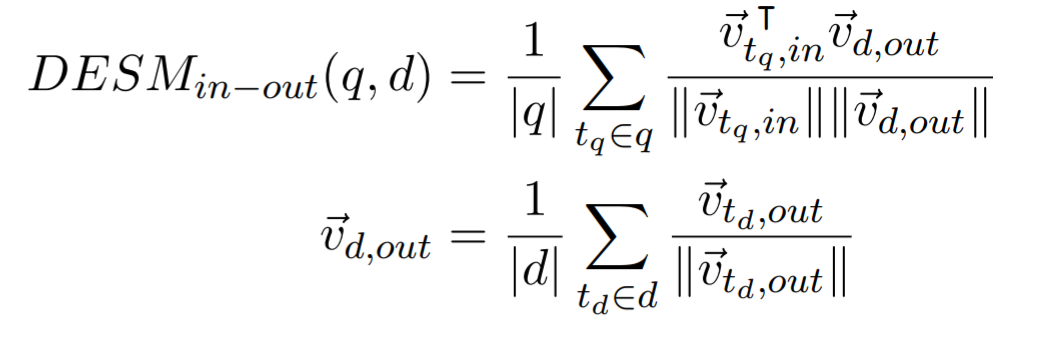 $DESM_{in-out}(q, d) = \frac{1}{|q|} \sum_{t_q \in q} \frac{\vec{v}_{t_q,in}^{\intercal} \vec{v}_{d,out}}{\|\vec{v}_{t_q,in}\| \|\vec{v}_{d,out}\|}$
$\vec{v}_{d,out} = \frac{1}{|d|} \sum_{t_d \in d} \frac{\vec{v}_{t_d,out}}{\|\vec{v}_{t_d,out}\|}$